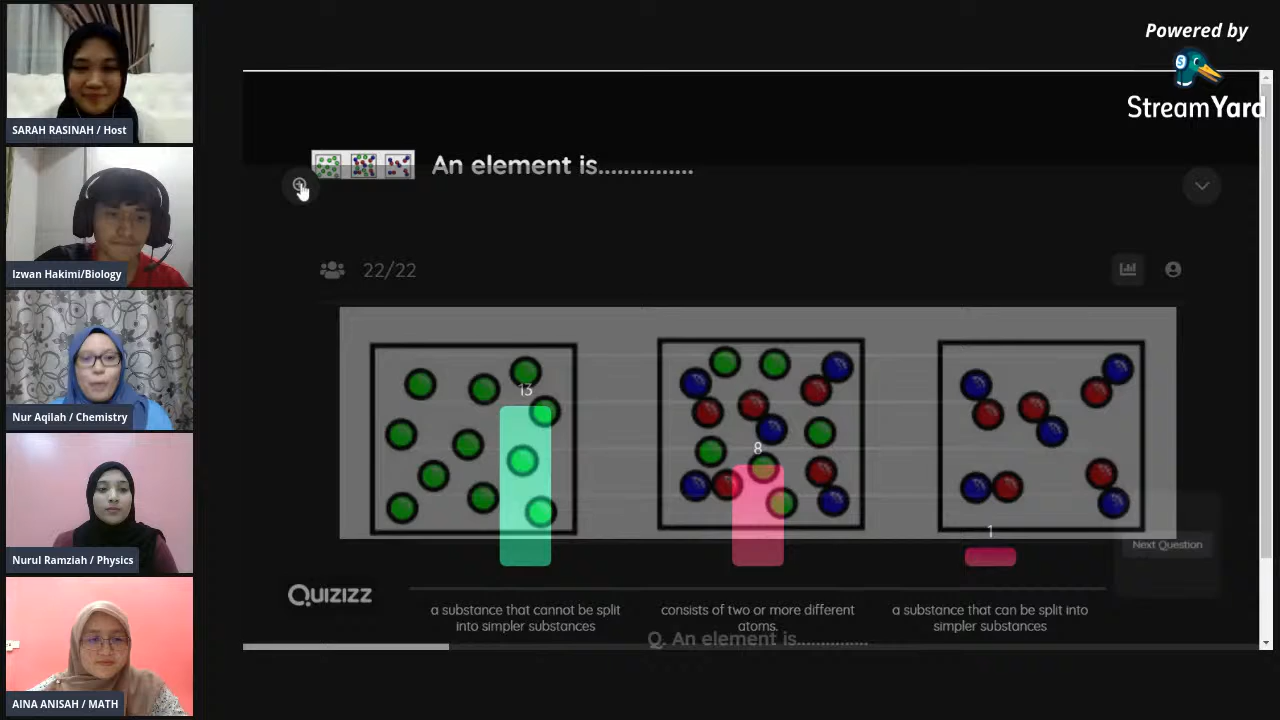 SARAH RASINAH / Host
Izwan Hakimi/Biology
Nur Aqilah / Chemistry
Nurul Ramziah / Physics
AINA ANISAH / MATH
Powered by
StreamYard
An element is...............
22/22
13
8
1
Next Question
QUIZIZZ
a substance that cannot be split
into simpler substances
consists of two or more different
atoms.
a substance that can be split into
simpler substances
Q. An element is...............